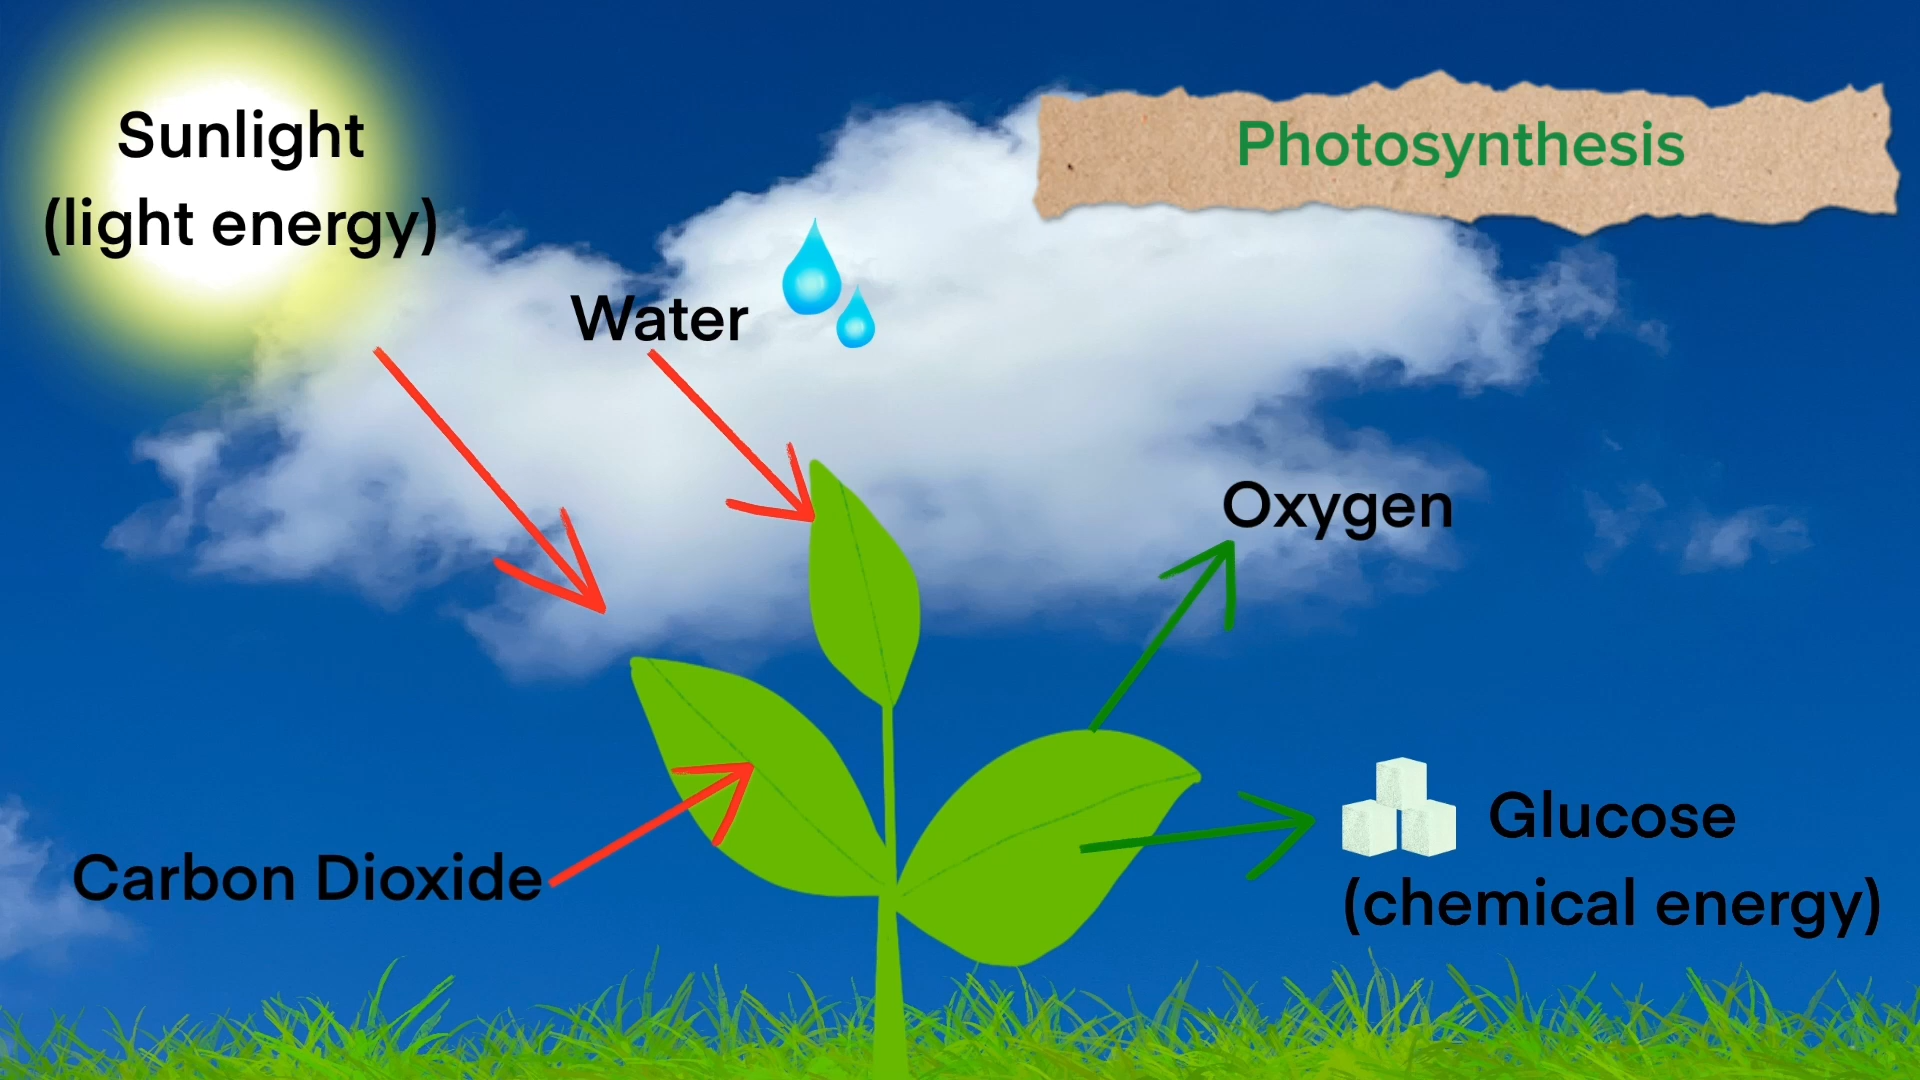 Photosynthesis
Sunlight
(light energy)
Water
Oxygen
Carbon Dioxide
Glucose
(chemical energy)